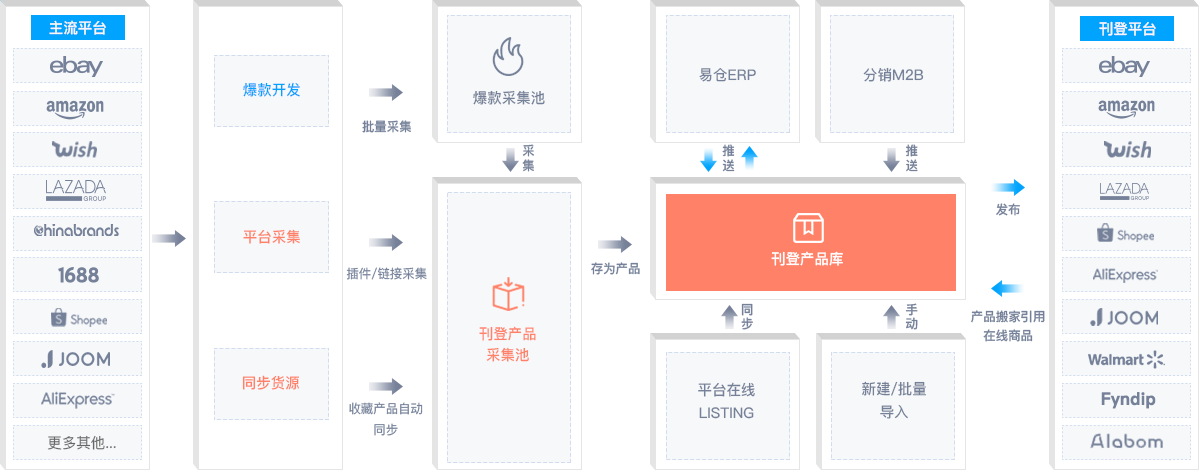 主流平台
ebay
amazon
wish
LAZADA
GROUP
Chinabrands
1688
Shopee
JOOM
AliExpress
更多其他...
爆款开发
平台采集
同步货源
批量采集
插件/链接采集
收藏产品自动
同步
爆款采集池
采
集
刊登产品
采集池
存为产品
易仓ERP
分销M2B
推
送
推
送
刊登产品库
同
步
手
动
平台在线
LISTING
新建/批量
导入
发布
产品搬家引用
在线商品
刊登平台
ebay
amazon
wish
LAZADA
GROUP
Shopee
AliExpress
JOOM
Walmart
Fyndip
Alabom